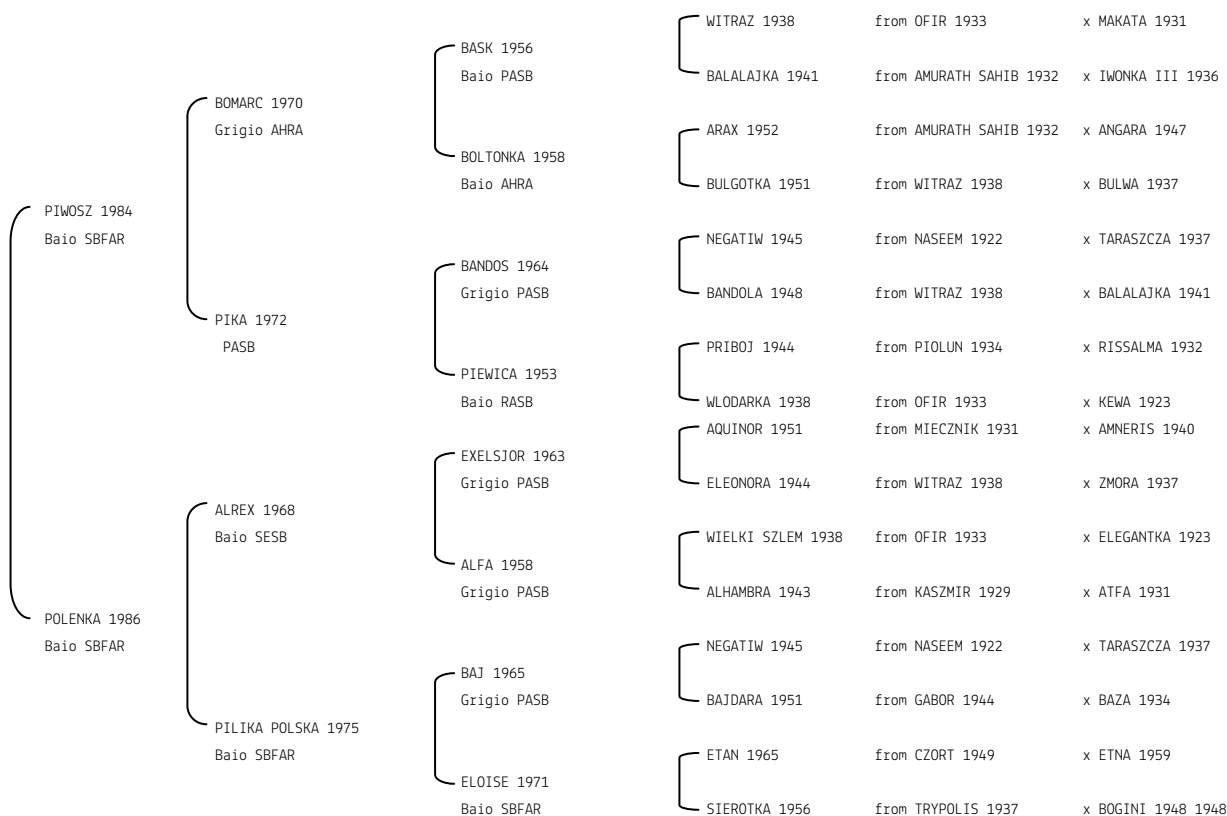 WITRAZ 1938 from OFIR 1933 x MAKATA 1931
BASK 1956
Baio PASB
BALALAJKA 1941 from AMURATH SAHIB 1932 x IWONKA III 1936
BOMARC 1970
Grigio AHRA
ARAX 1952 from AMURATH SAHIB 1932 x ANGARA 1947
BOLTONKA 1958
Baio AHRA
BULGOTKA 1951 from WITRAZ 1938 x BULWA 1937
PIWOSZ 1984
Baio SBFAR
NEGATIW 1945 from NASEEM 1922 x TARASZCZA 1937
BANDOS 1964
Grigio PASB
BANDOLA 1948 from WITRAZ 1938 x BALALAJKA 1941
PIKA 1972
PASB
PRIBOJ 1944 from PIOLUN 1934 x RISSALMA 1932
PIEWICA 1953
Baio RASB
WLODARKA 1938 from OFIR 1933 x KEWA 1923
AQUINOR 1951 from MIECZNIK 1931 x AMNERIS 1940
EXELSJOR 1963
Grigio PASB
ELEONORA 1944 from WITRAZ 1938 x ZMORA 1937
ALREX 1968
Baio SESB
WIELKI SZLEM 1938 from OFIR 1933 x ELEGANTKA 1923
ALFA 1958
Grigio PASB
ALHAMBRA 1943 from KASZMIR 1929 x ATFA 1931
POLENKA 1986
Baio SBFAR
NEGATIW 1945 from NASEEM 1922 x TARASZCZA 1937
BAJ 1965
Grigio PASB
BAJDARA 1951 from GABOR 1944 x BAZA 1934
PILIKA POLSKA 1975
Baio SBFAR
ETAN 1965 from CZORT 1949 x ETNA 1959
ELOISE 1971
Baio SBFAR
SIEROTKA 1956 from TRYPOLIS 1937 x BOGINI 1948 1948